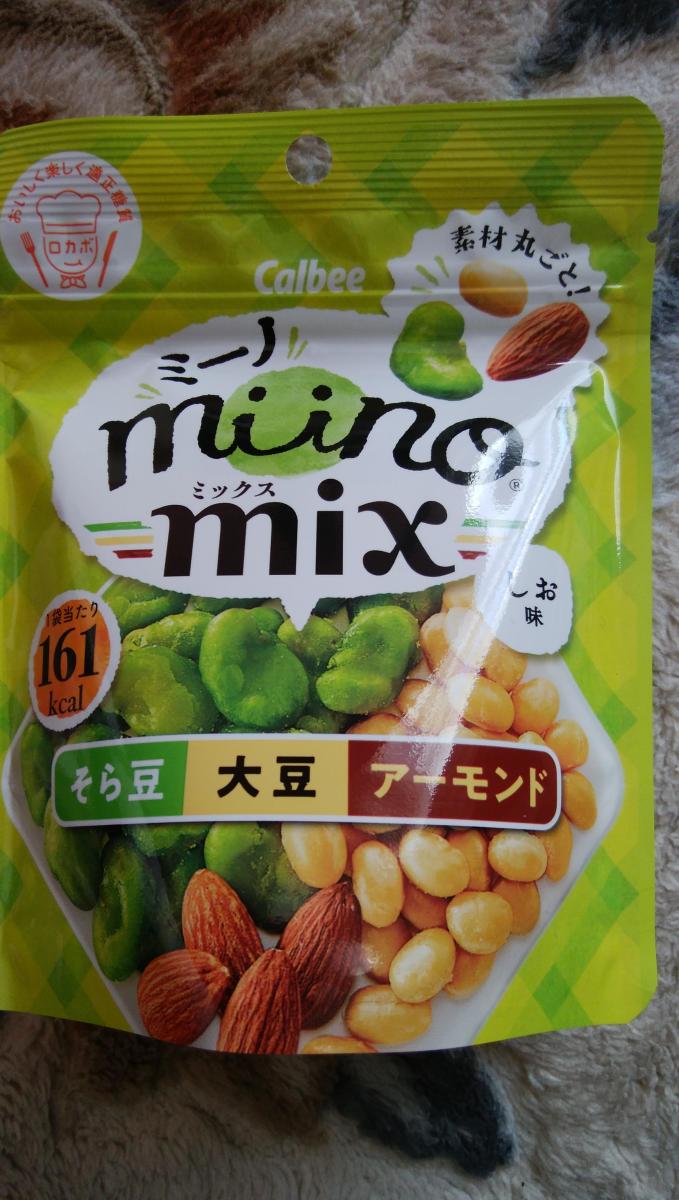 おいしく楽しく適正糖質
ロカボ
Calbee
素材丸ごと!
ミーノ
miino®
ミックス
mix
しお
味
1袋当たり
161
kcal
そら豆 大豆 アーモンド